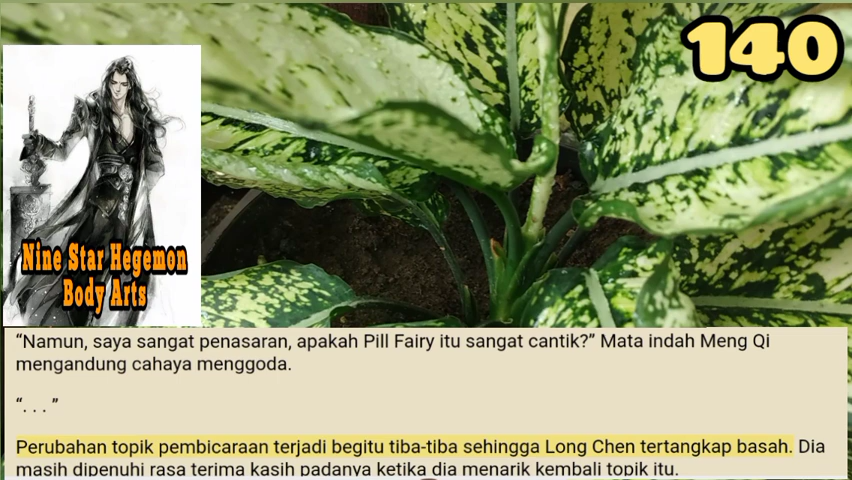 140
Nine Star Hegemon
Body Arts
“Namun, saya sangat penasaran, apakah Pill Fairy itu sangat cantik?” Mata indah Meng Qi
mengandung cahaya menggoda.
“. . . ”
Perubahan topik pembicaraan terjadi begitu tiba-tiba sehingga Long Chen tertangkap basah. Dia
masih dipenuhi rasa terima kasih padanya ketika dia menarik kembali topik itu.